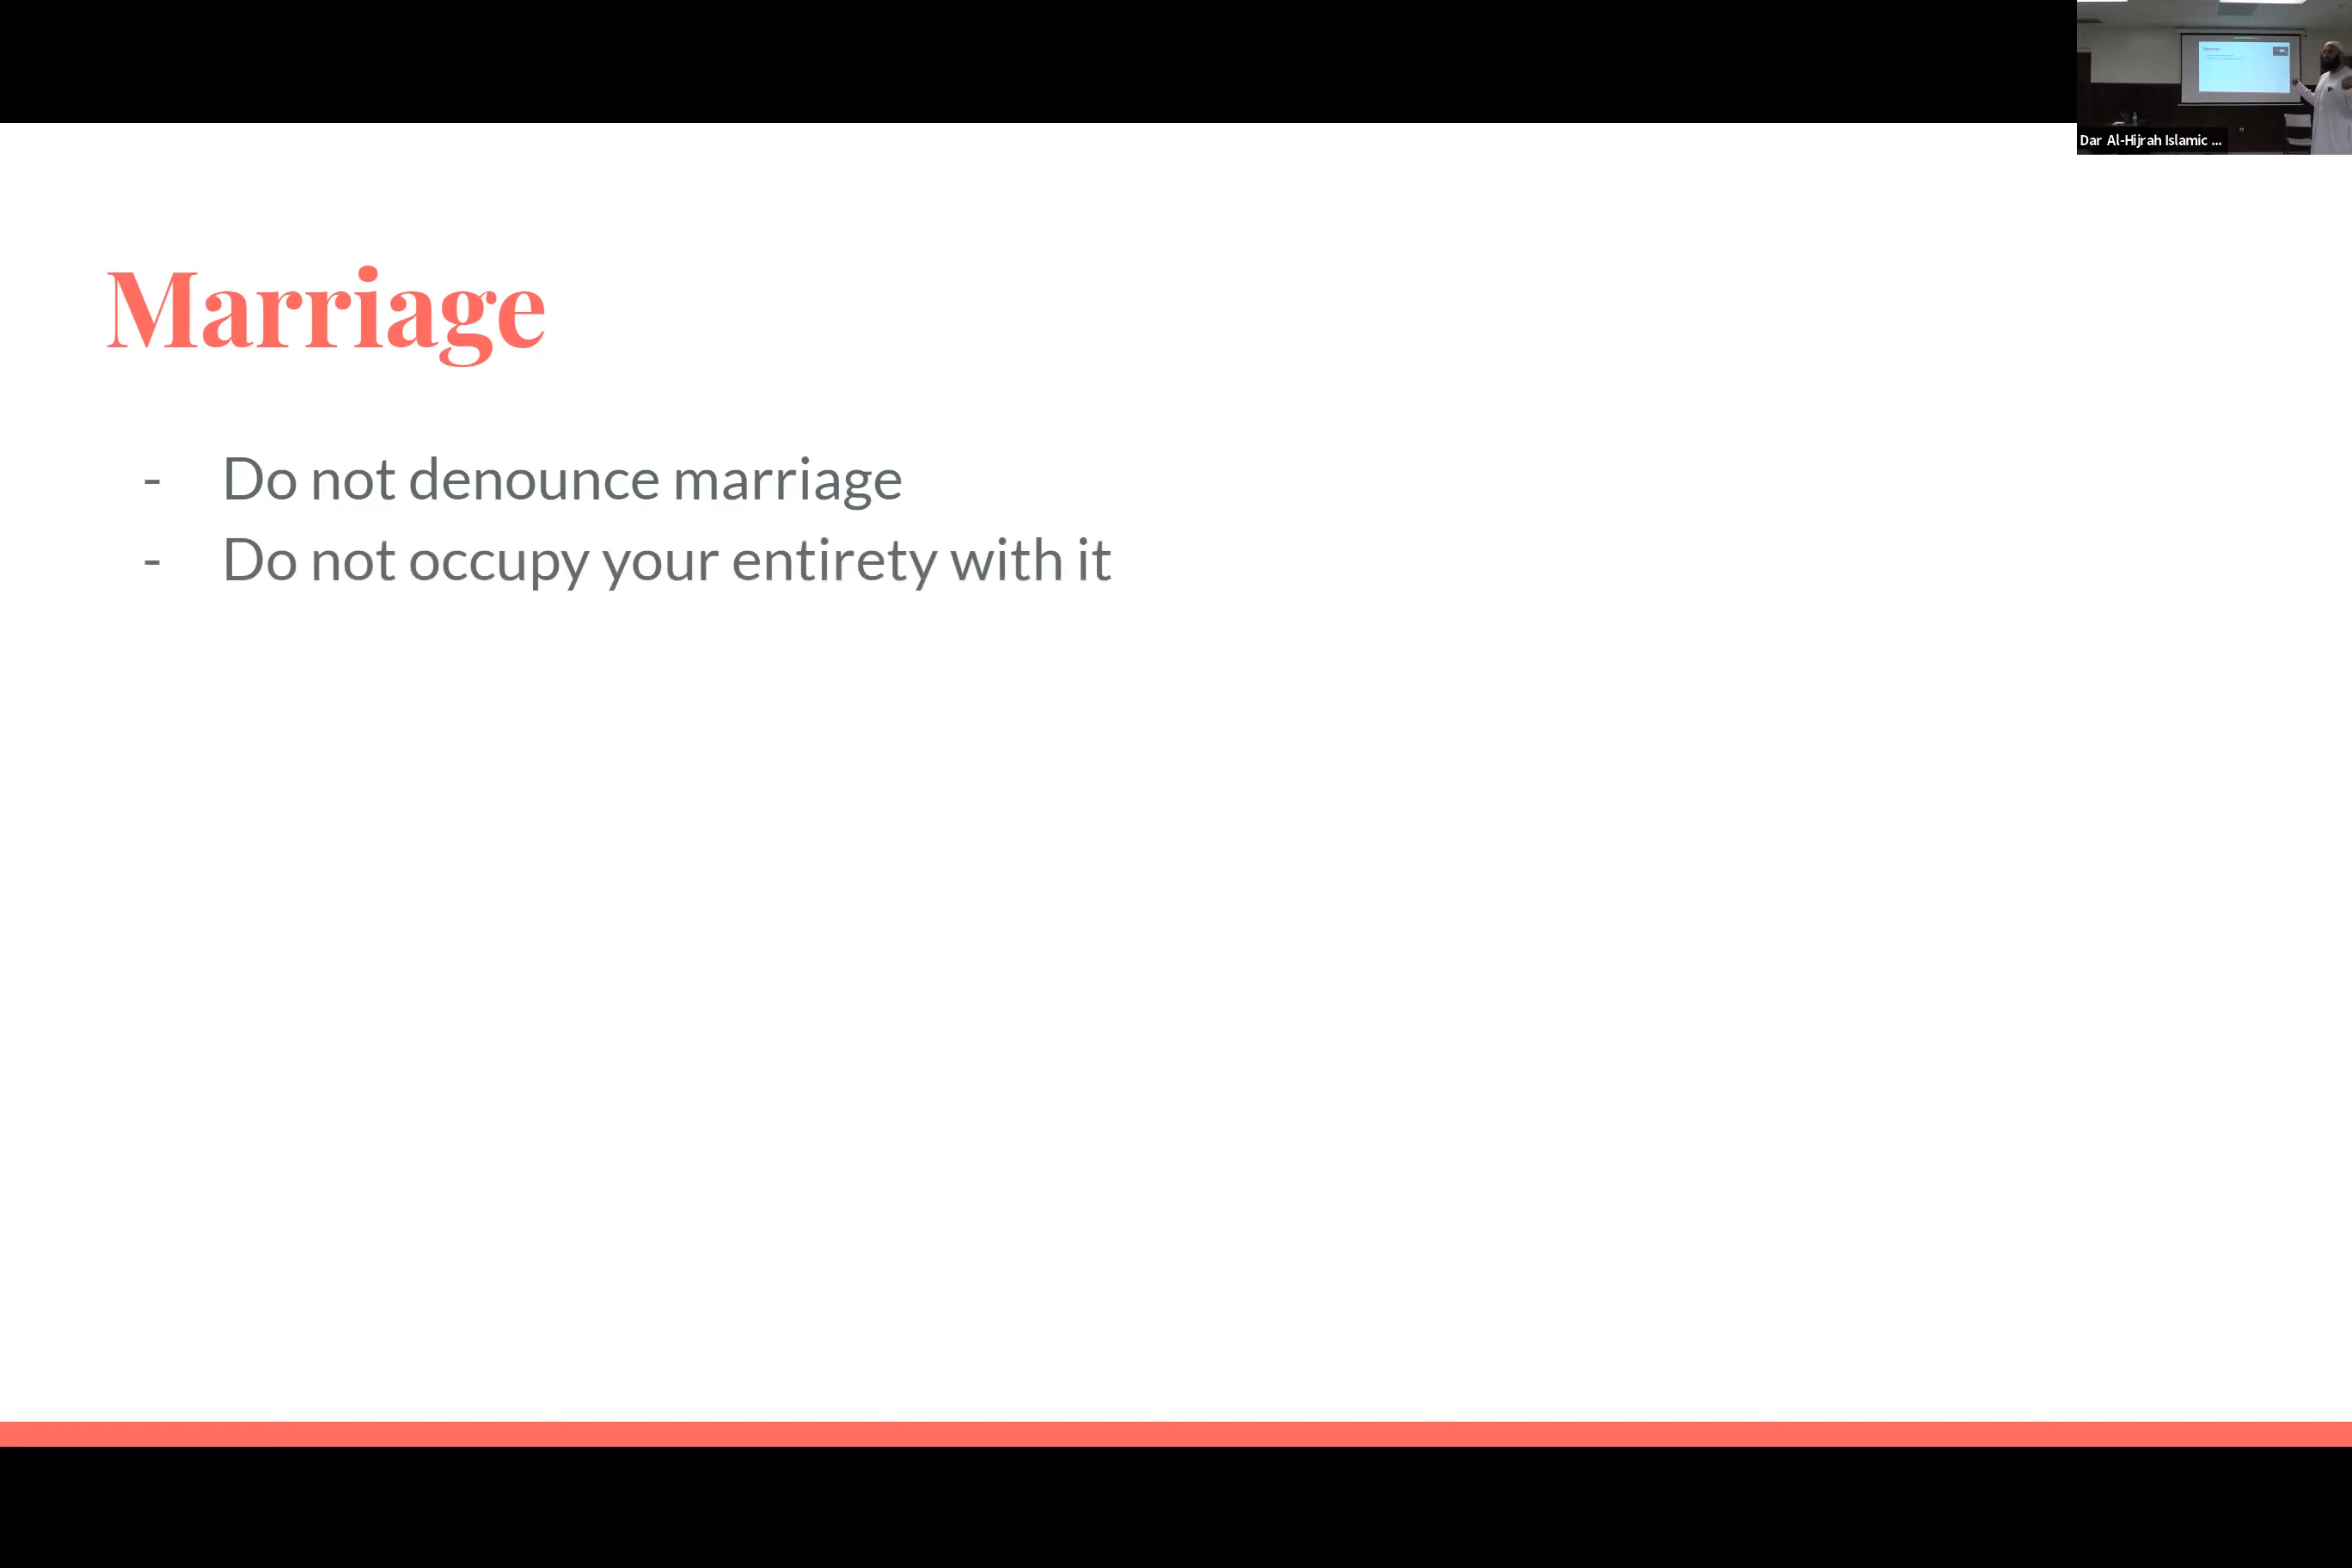 Dar Al-Hijrah Islamic ...
Marriage
- Do not denounce marriage
- Do not occupy your entirety with it